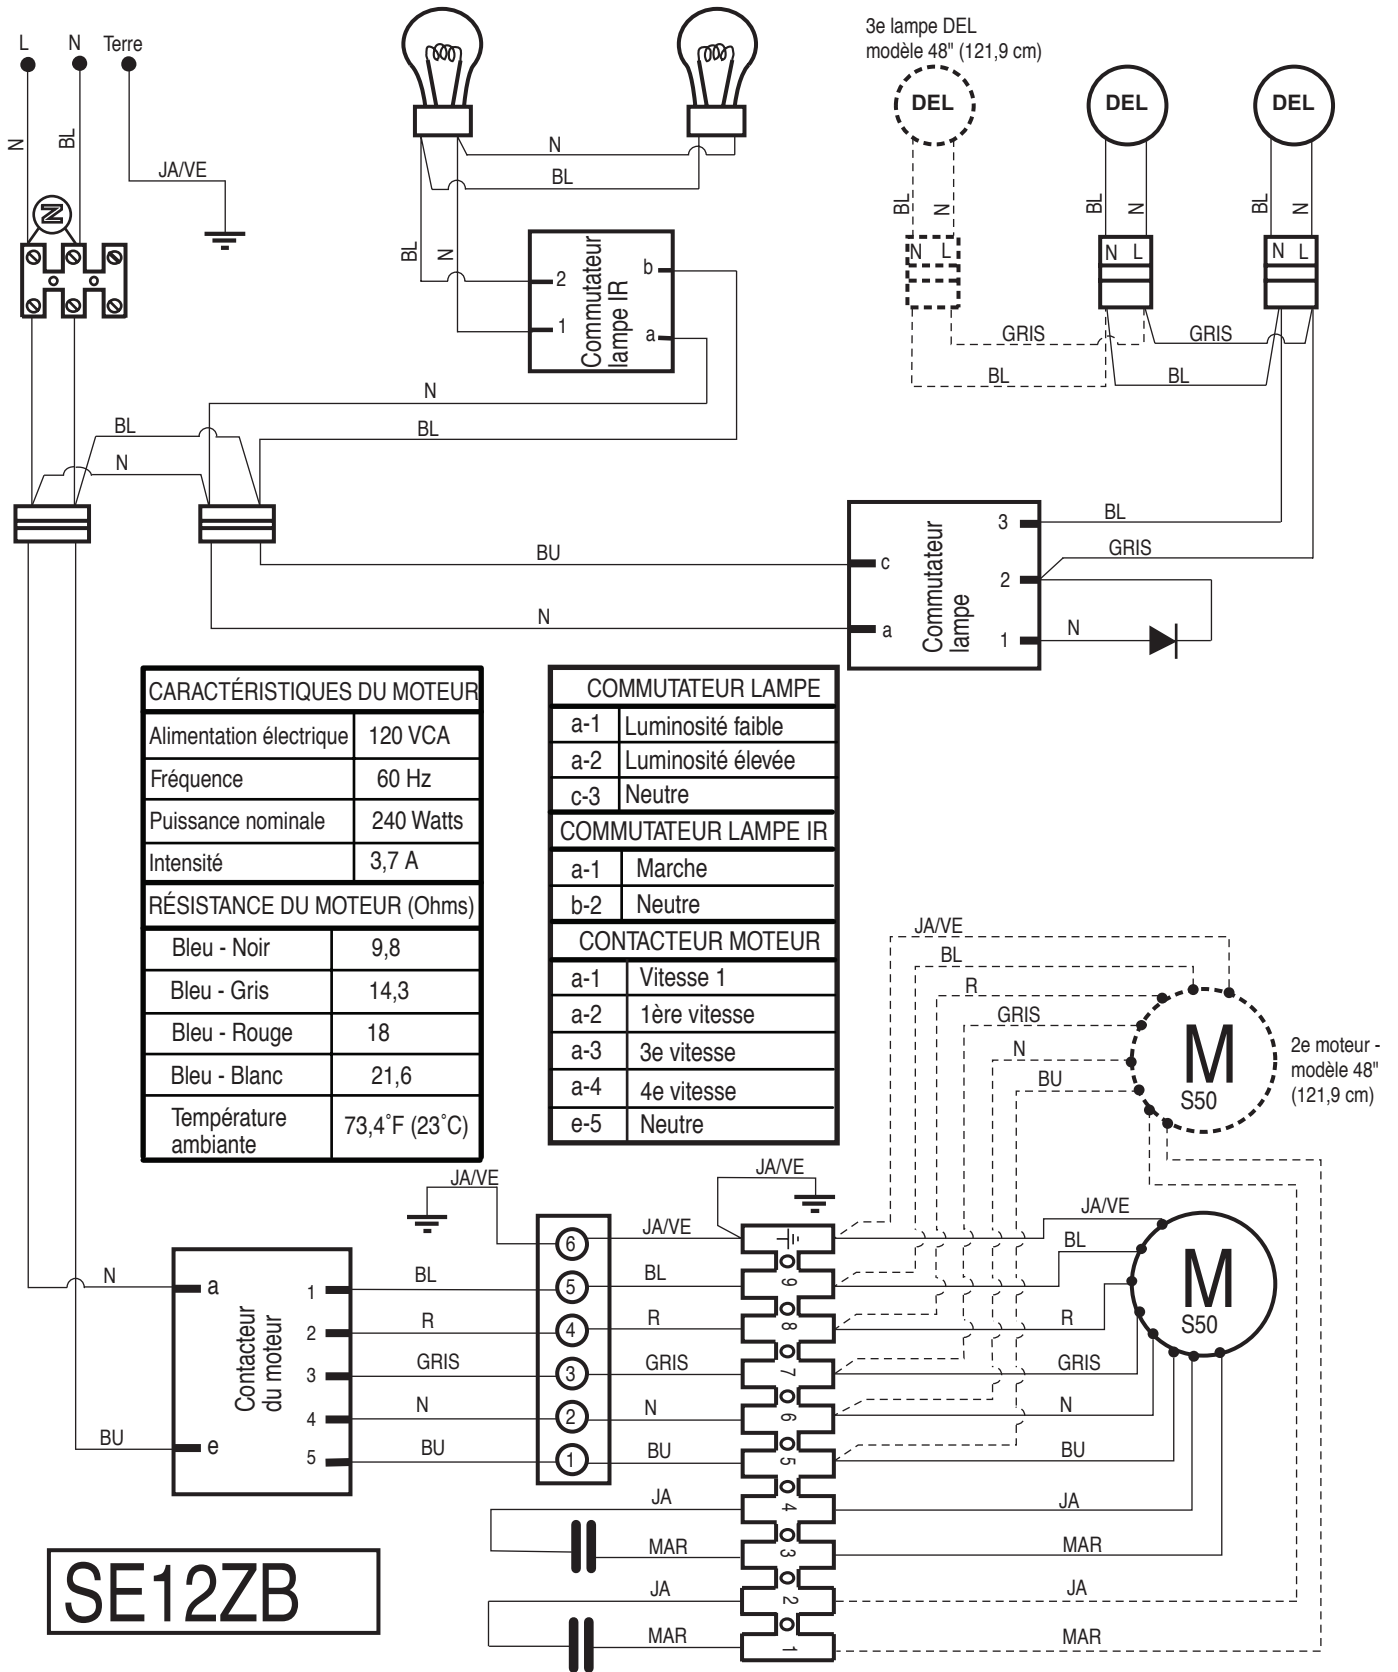 L N Terre
3e lampe DEL
modèle 48" (121,9 cm)
DEL DEL DEL
N BL JA/VE
N
N
BL
BL N
Commutateur
lampe IR
2 b
1 a
BL N BL N BL N
N L N L N L
GRIS GRIS
BL BL
N
BL
BL
N
BU
N
Commutateur
lampe
c 3
2
a 1
BL
GRIS
N
CARACTÉRISTIQUES DU MOTEUR
Alimentation électrique 120 VCA
Fréquence 60 Hz
Puissance nominale 240 Watts
Intensité 3,7 A
RÉSISTANCE DU MOTEUR (Ohms)
Bleu - Noir 9,8
Bleu - Gris 14,3
Bleu - Rouge 18
Bleu - Blanc 21,6
Température
ambiante 73,4˚F (23˚C)
COMMUTATEUR LAMPE
a-1 Luminosité faible
a-2 Luminosité élevée
c-3 Neutre
COMMUTATEUR LAMPE IR
a-1 Marche
b-2 Neutre
CONTACTEUR MOTEUR
a-1 Vitesse 1
a-2 1ère vitesse
a-3 3e vitesse
a-4 4e vitesse
e-5 Neutre
JA/VE
BL
R
GRIS
N
BU
M
S50
2e moteur -
modèle 48"
(121,9 cm)
JA/VE JA/VE
6 JA/VE JA/VE
N a 1 BL 5 BL 9 BL
2 R 4 R 8 R
Contacteur
du moteur
3 GRIS 3 GRIS 7 GRIS
4 N 2 N 6 N
BU e 5 BU 1 BU 5 BU
M
S50
JA 4 JA
MAR 3 MAR
JA 2 JA
MAR 1 MAR
SE12ZB